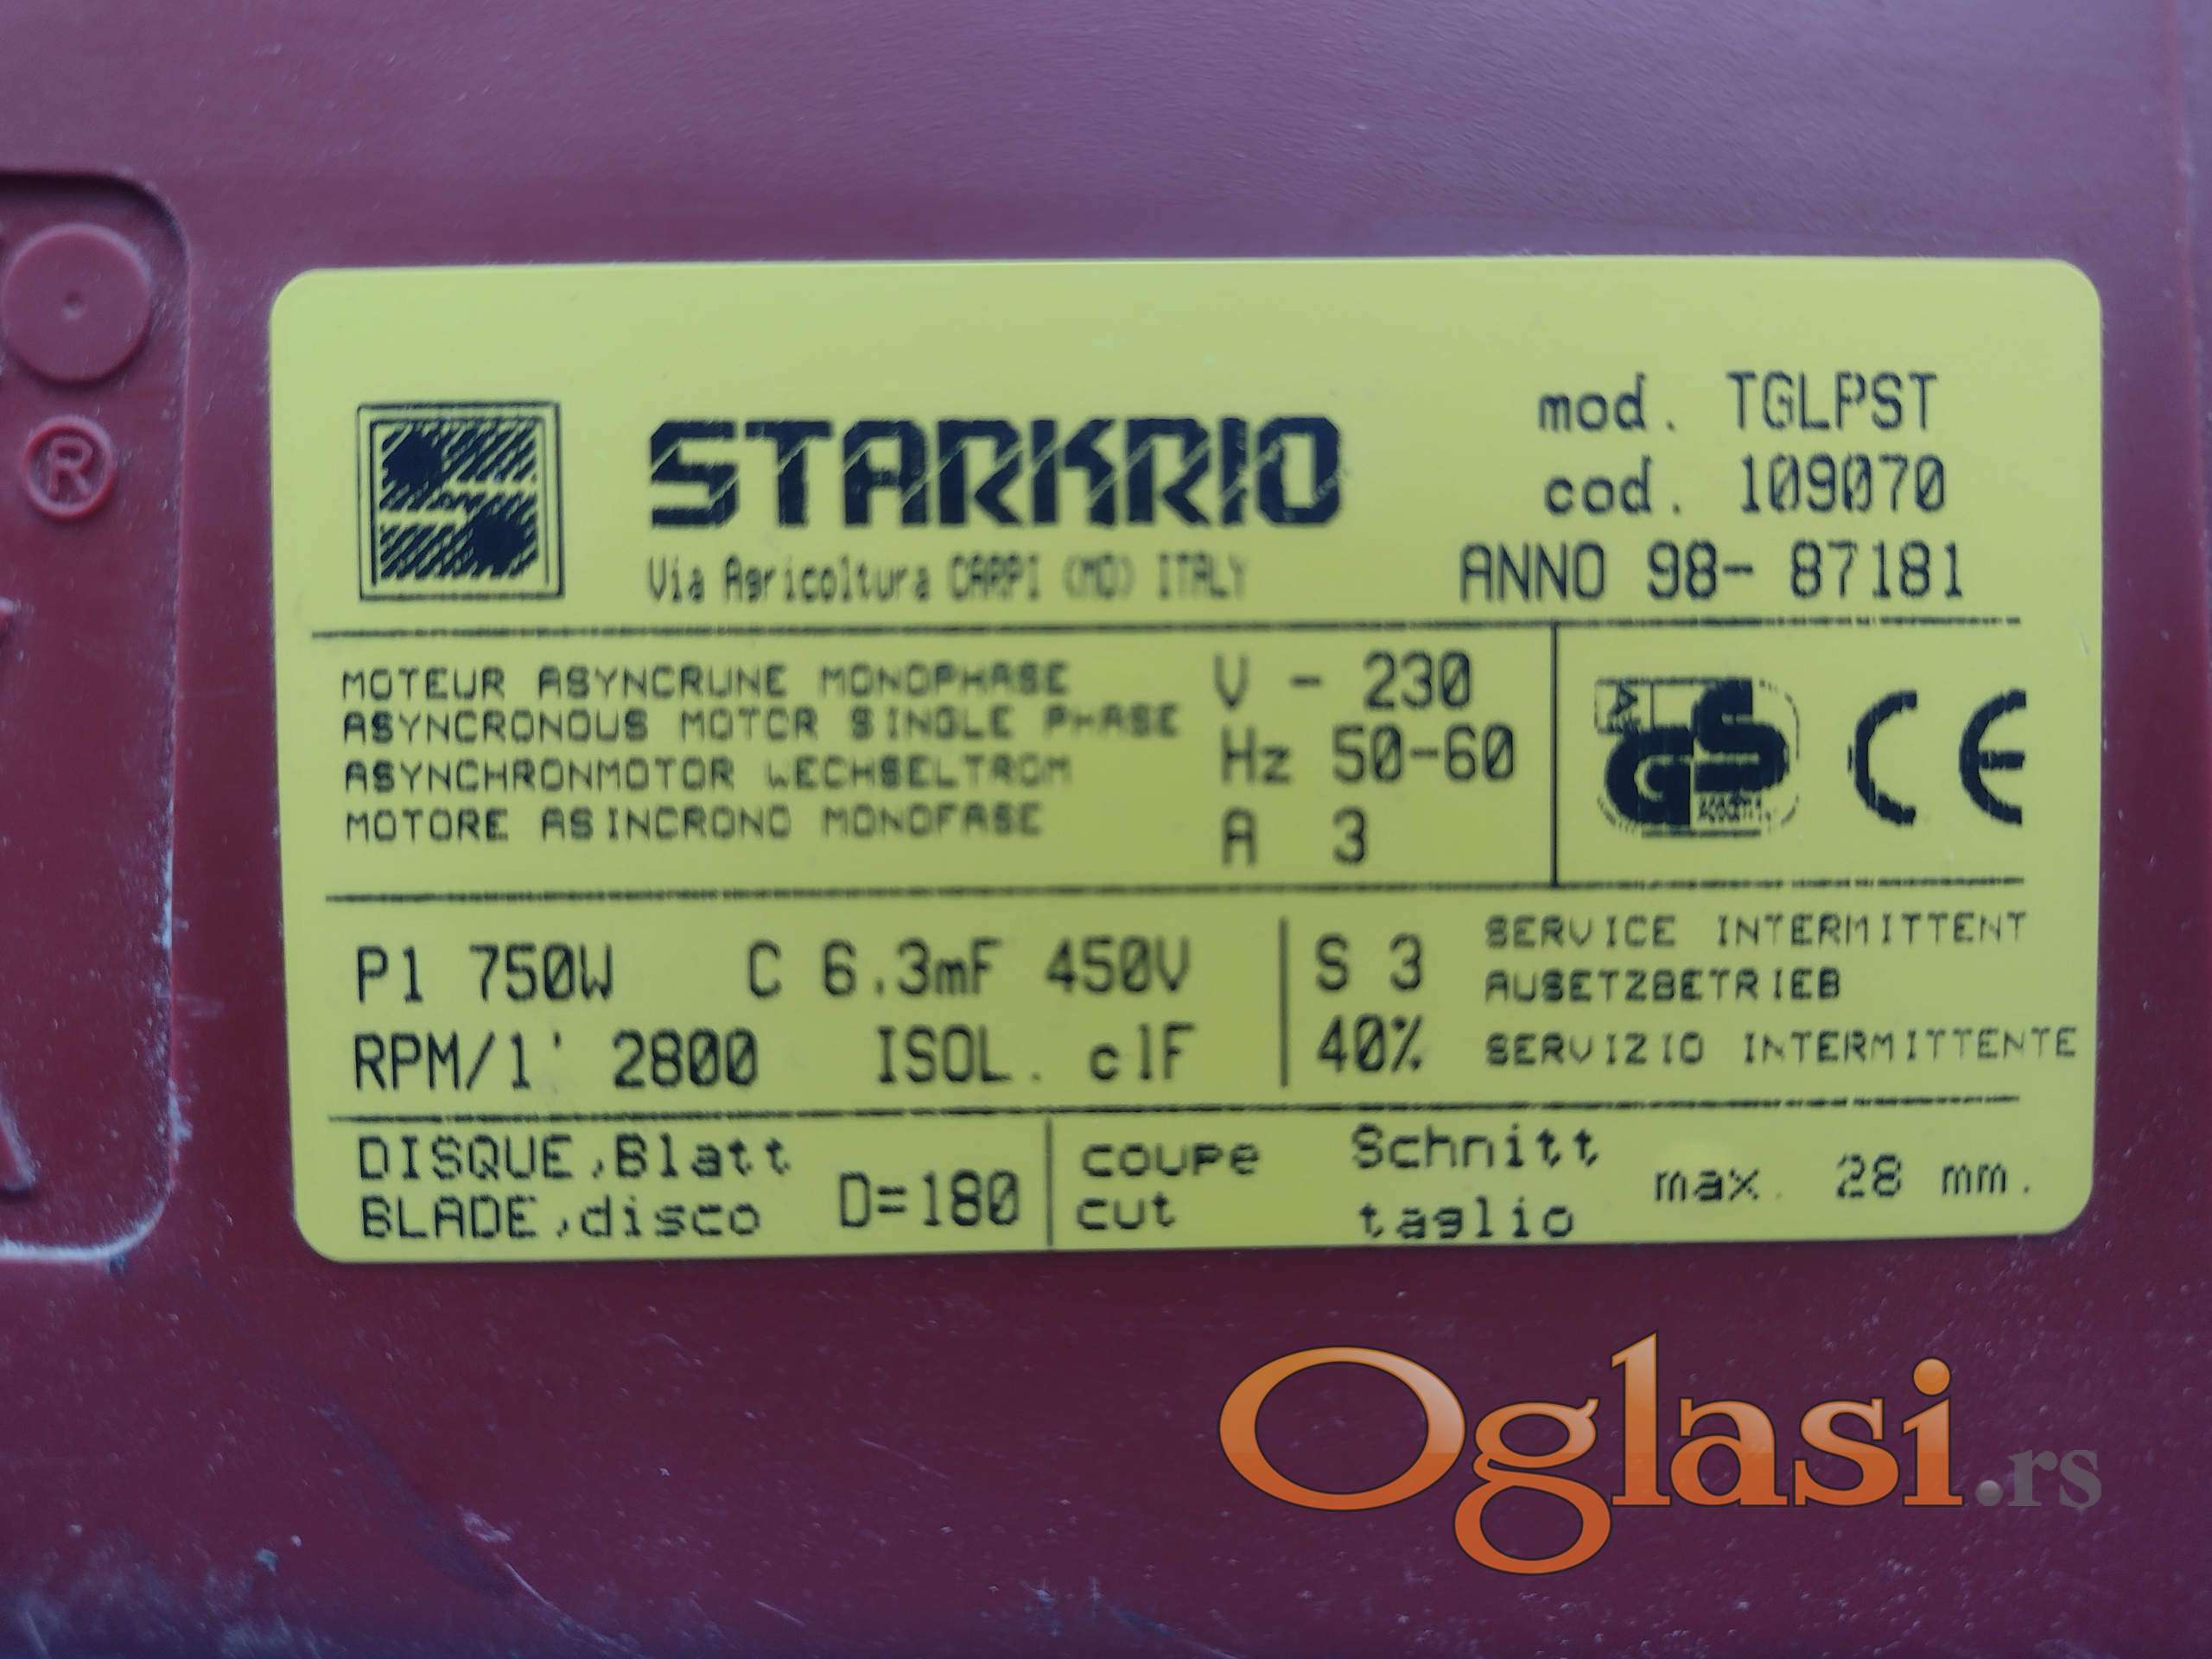 ®
STARKRIO
Via Agricoltura CARPI (MO) ITALY
mod. TGLPST
cod. 109070
ANNO 98- 87181
MOTEUR ASYNCRUNE MONOPHASE
ASYNCRONOUS MOTOR SINGLE PHASE
ASYNCHRONMOTOR WECHSELTROM
MOTORE ASINCRONO MONOFASE
V - 230
Hz 50-60
A 3
GS CE
P1 750W C 6.3mF 450V
RPM/1' 2800 ISOL. clF
S 3
40%
SERVICE INTERMITTENT
AUSETZBETRIEB
SERVIZIO INTERMITTENTE
DISQUE,Blatt
BLADE,disco
D=180
coupe Schnitt
cut taglio
max. 28 mm.
Oglasi.rs